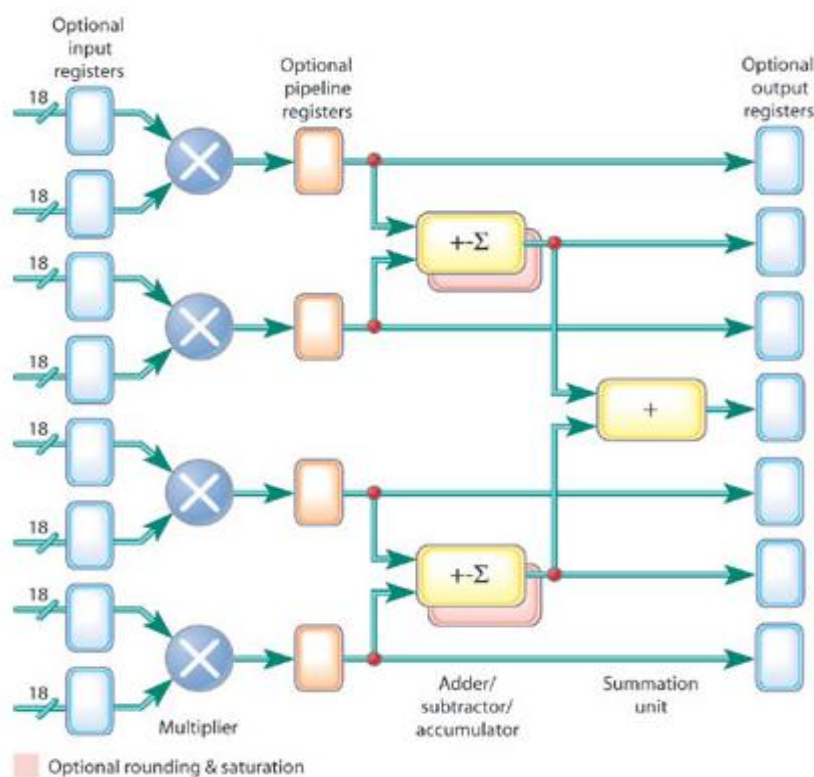 Optional
input
registers
Optional
pipeline
registers
Optional
output
registers
18
18
+-Σ
18
18
+
18
18
+-Σ
18
18
Multiplier
Adder/
subtractor/
accumulator
Summation
unit
Optional rounding & saturation